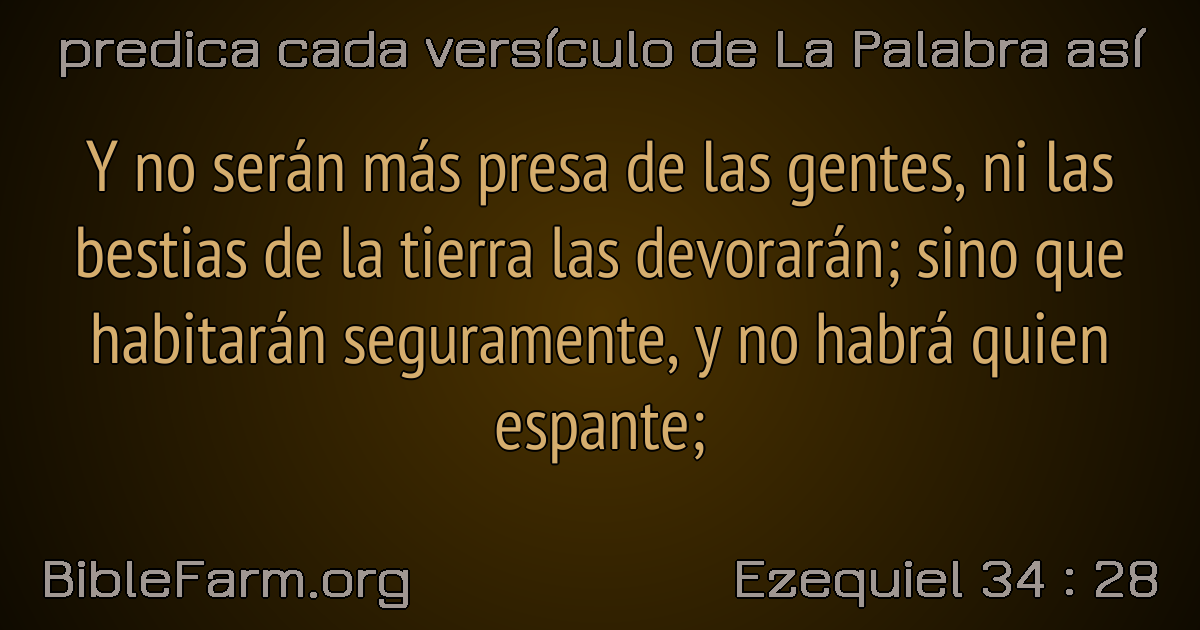 predica cada versículo de La Palabra así
Y no serán más presa de las gentes, ni las
bestias de la tierra las devorarán; sino que
habitarán seguramente, y no habrá quien
espante;
BibleFarm.org
Ezequiel 34 : 28